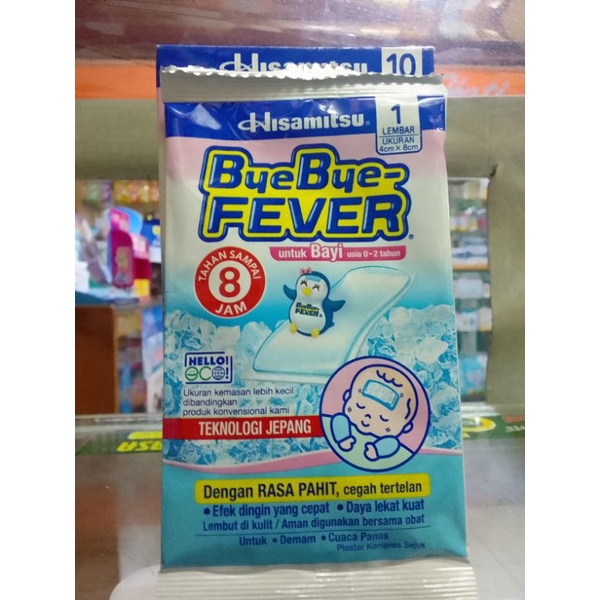 Hisamitsu 10
Hisamitsu®
1
LEMBAR
UKURAN
4cm x 8cm
ByeBye-
FEVER®
untuk Bayi usia 0-2 tahun
TAHAN SAMPAI
8
JAM
ByeBye-
FEVER®
HELLO!
eco!
Ukuran kemasan lebih kecil
dibandingkan
produk konvensional kami
TEKNOLOGI JEPANG
Dengan RASA PAHIT, cegah tertelan
• Efek dingin yang cepat • Daya lekat kuat
Lembut di kulit / Aman digunakan bersama obat
Untuk • Demam • Cuaca Panas
Plester Kompres Sejuk